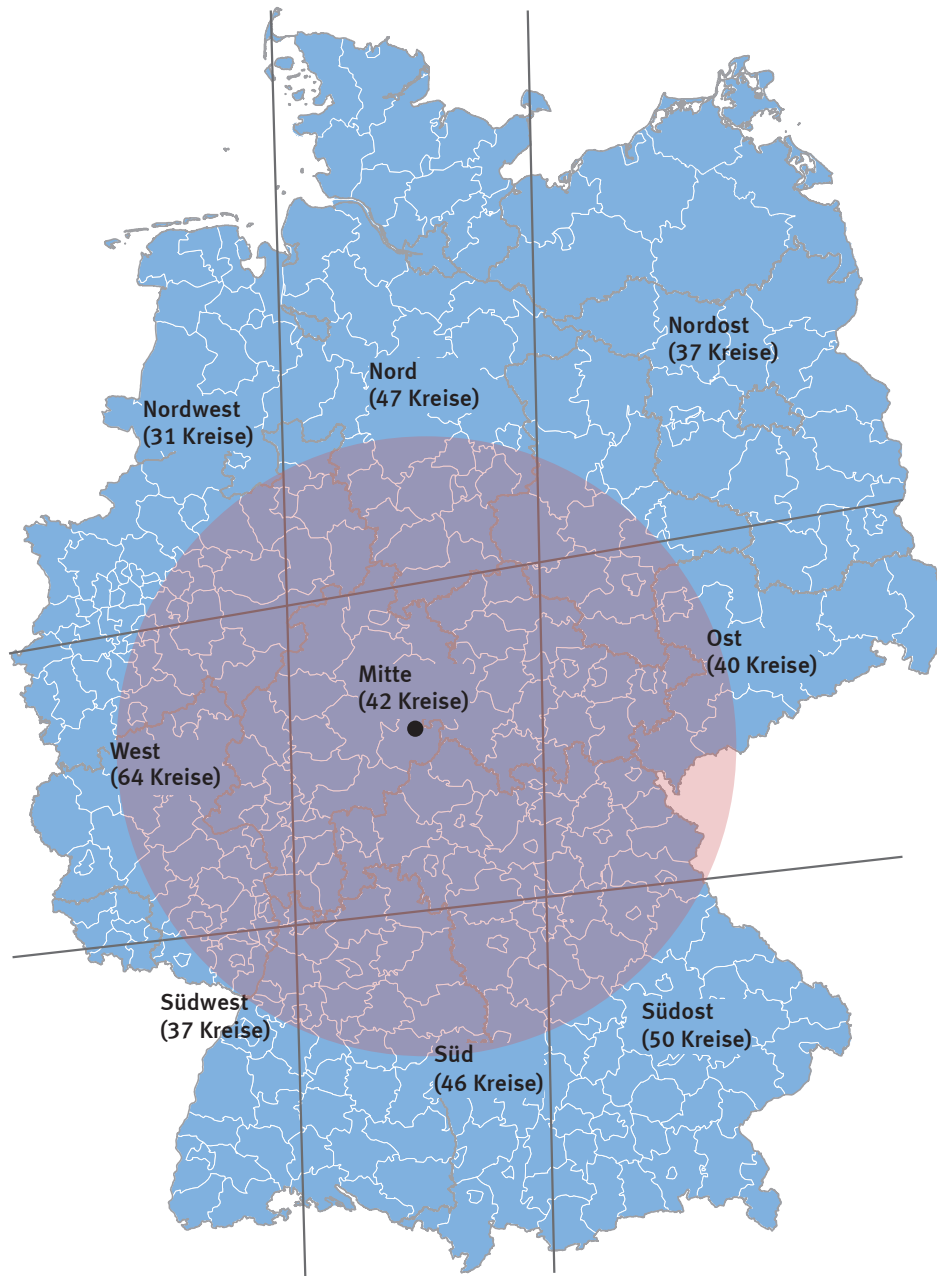 Nordost
(37 Kreise)
Nord
(47 Kreise)
Nordwest
(31 Kreise)
Ost
(40 Kreise)
Mitte
(42 Kreise)
West
(64 Kreise)
Südwest
(37 Kreise)
Südost
(50 Kreise)
Süd
(46 Kreise)